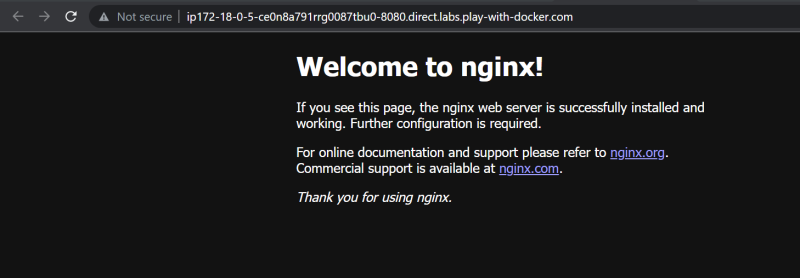 Not secure | ip172-18-0-5-ce0n8a791rrg0087tbu0-8080.direct.labs.play-with-docker.com
Welcome to nginx!
If you see this page, the nginx web server is successfully installed and
working. Further configuration is required.
For online documentation and support please refer to nginx.org.
Commercial support is available at nginx.com.
Thank you for using nginx.